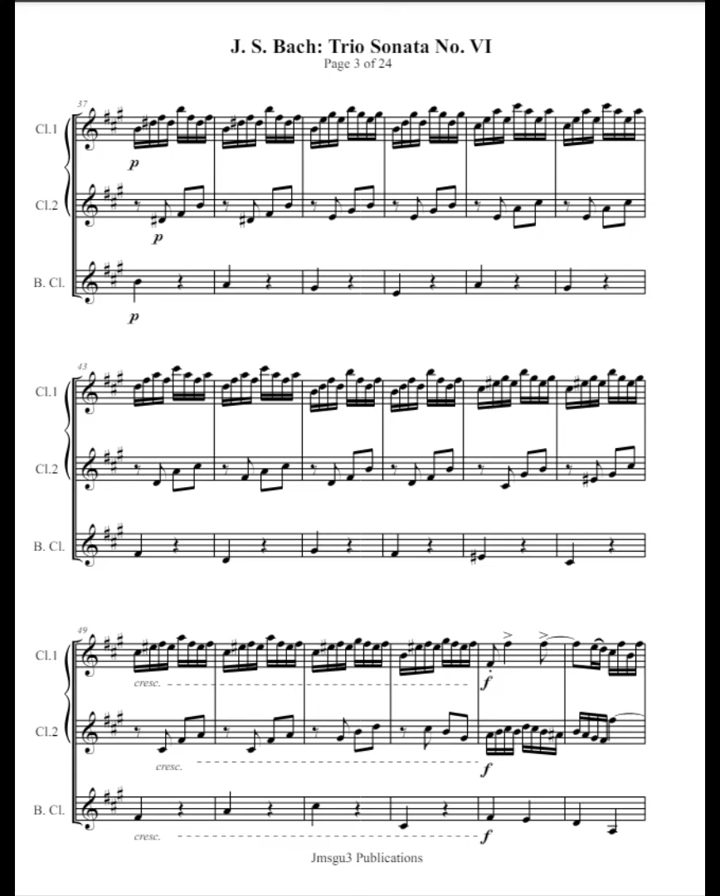 J. S. Bach: Trio Sonata No. VI
Page 3 of 24
37
Cl.1
p
Cl.2
p
B. Cl.
p
43
Cl.1
Cl.2
B. Cl.
49
Cl.1
cresc. f
Cl.2
cresc. f
B. Cl.
cresc. f
Jmsgu3 Publications